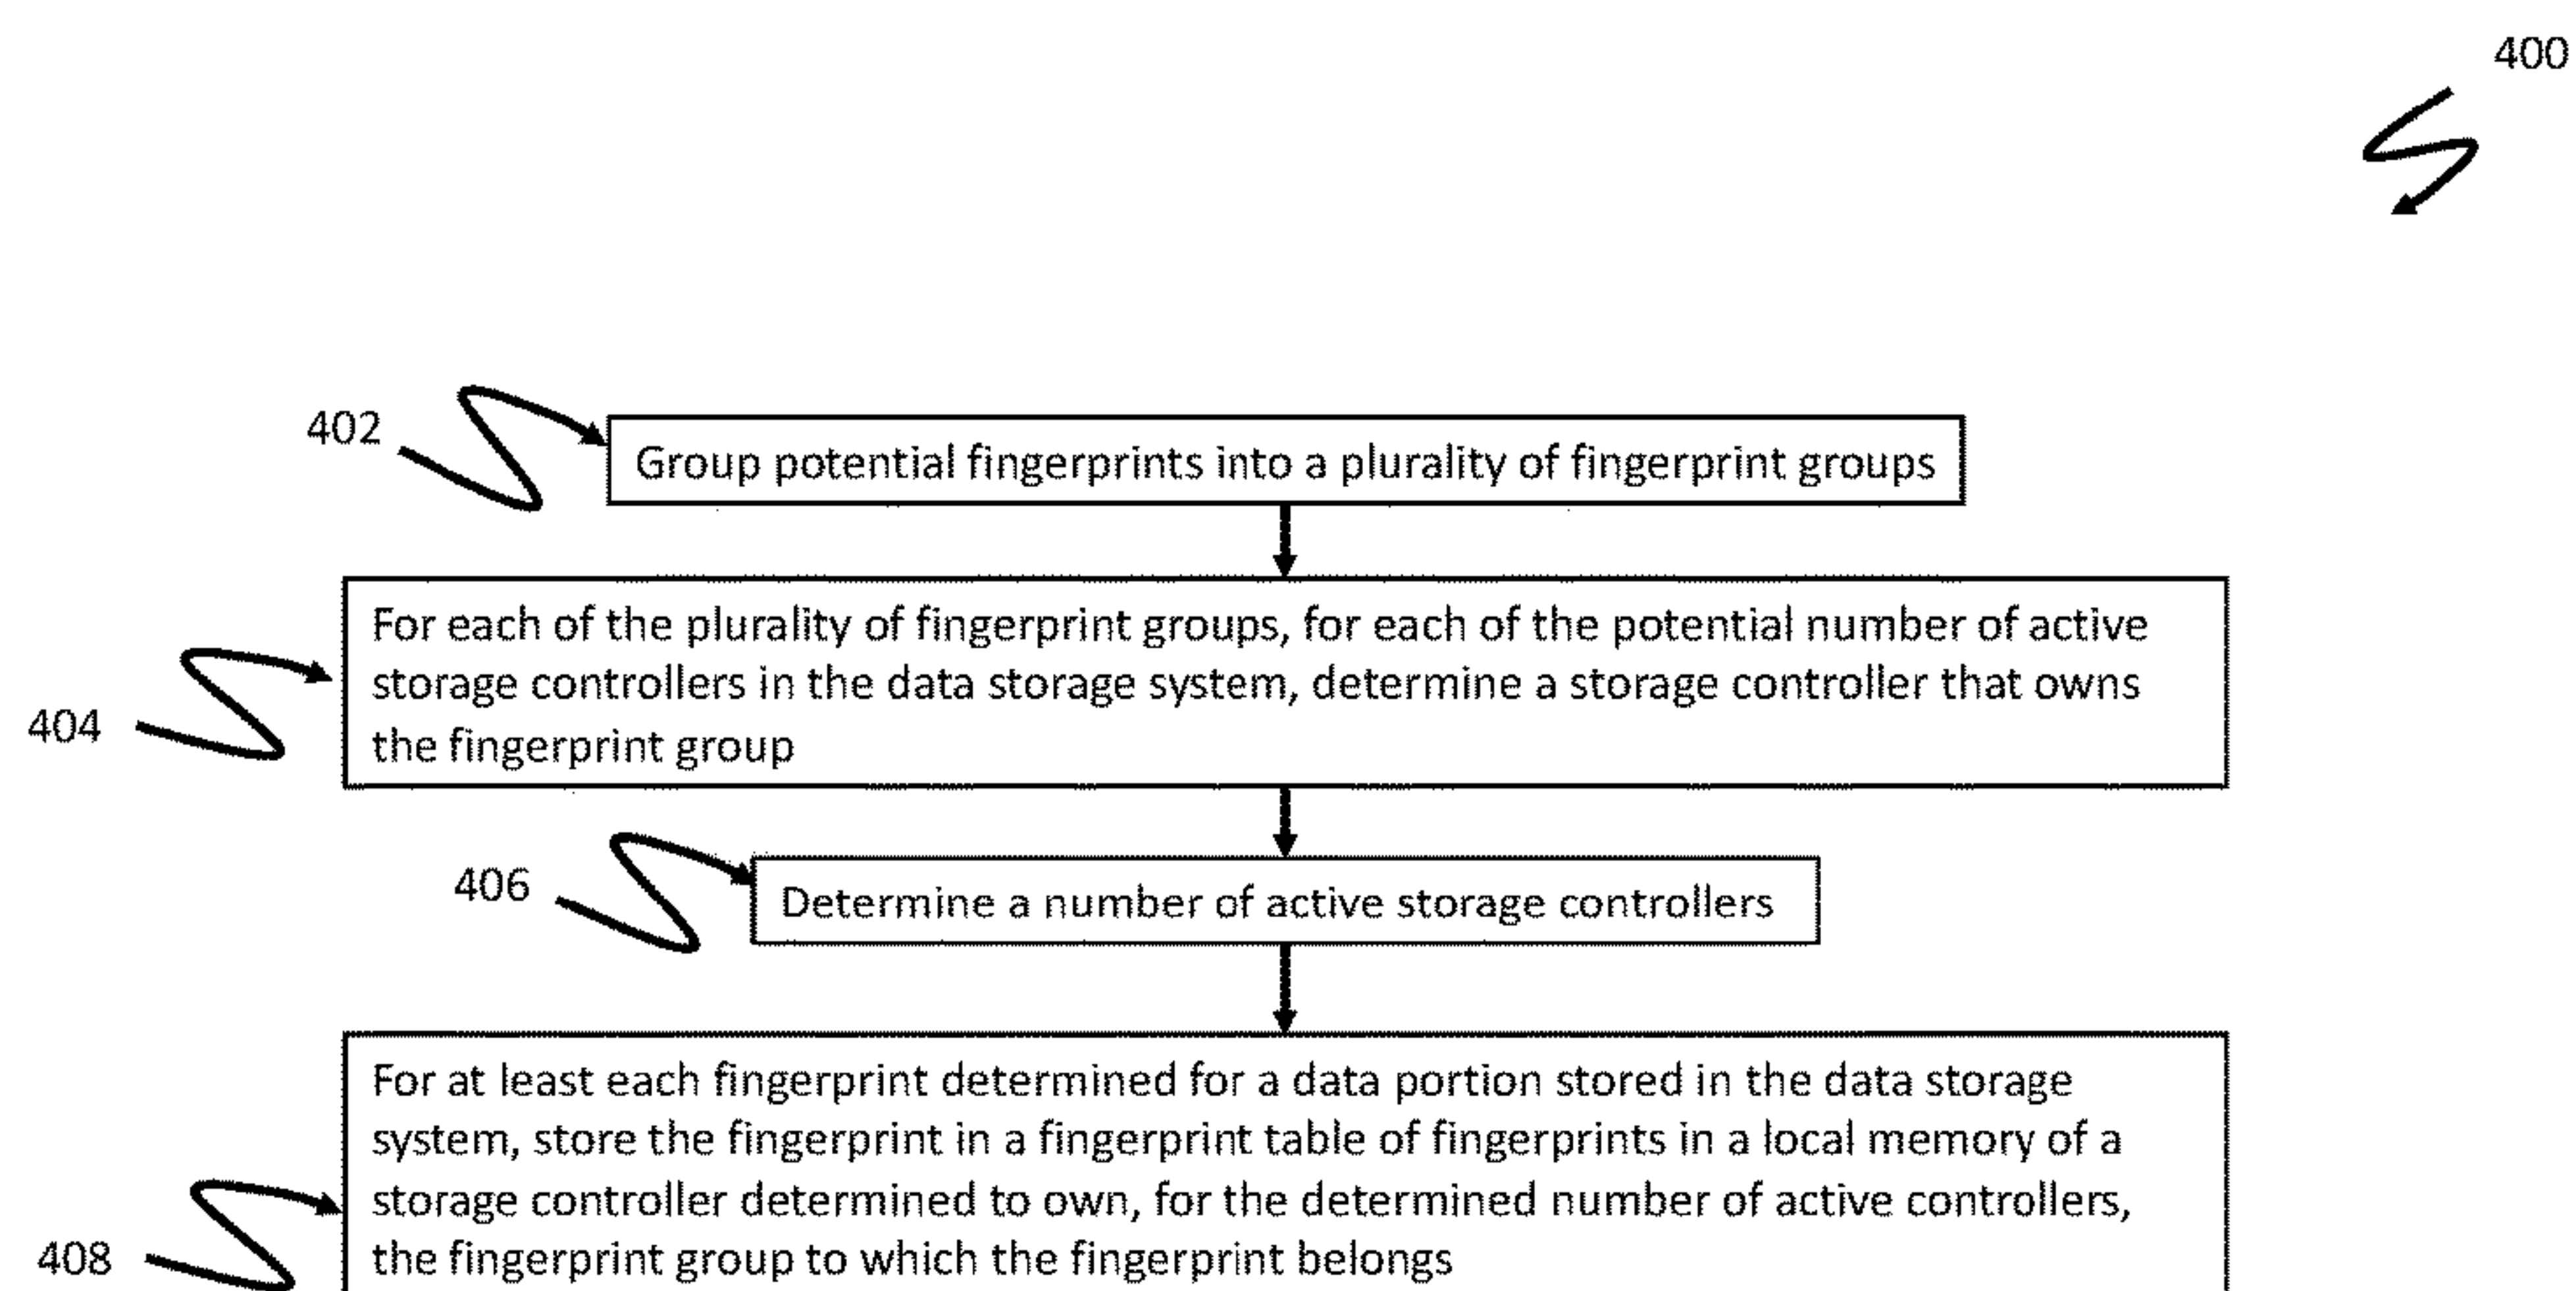 400
402
Group potential fingerprints into a plurality of fingerprint groups
For each of the plurality of fingerprint groups, for each of the potential number of active
storage controllers in the data storage system, determine a storage controller that owns
the fingerprint group
404
406
Determine a number of active storage controllers
For at least each fingerprint determined for a data portion stored in the data storage
system, store the fingerprint in a fingerprint table of fingerprints in a local memory of a
storage controller determined to own, for the determined number of active controllers,
the fingerprint group to which the fingerprint belongs
408